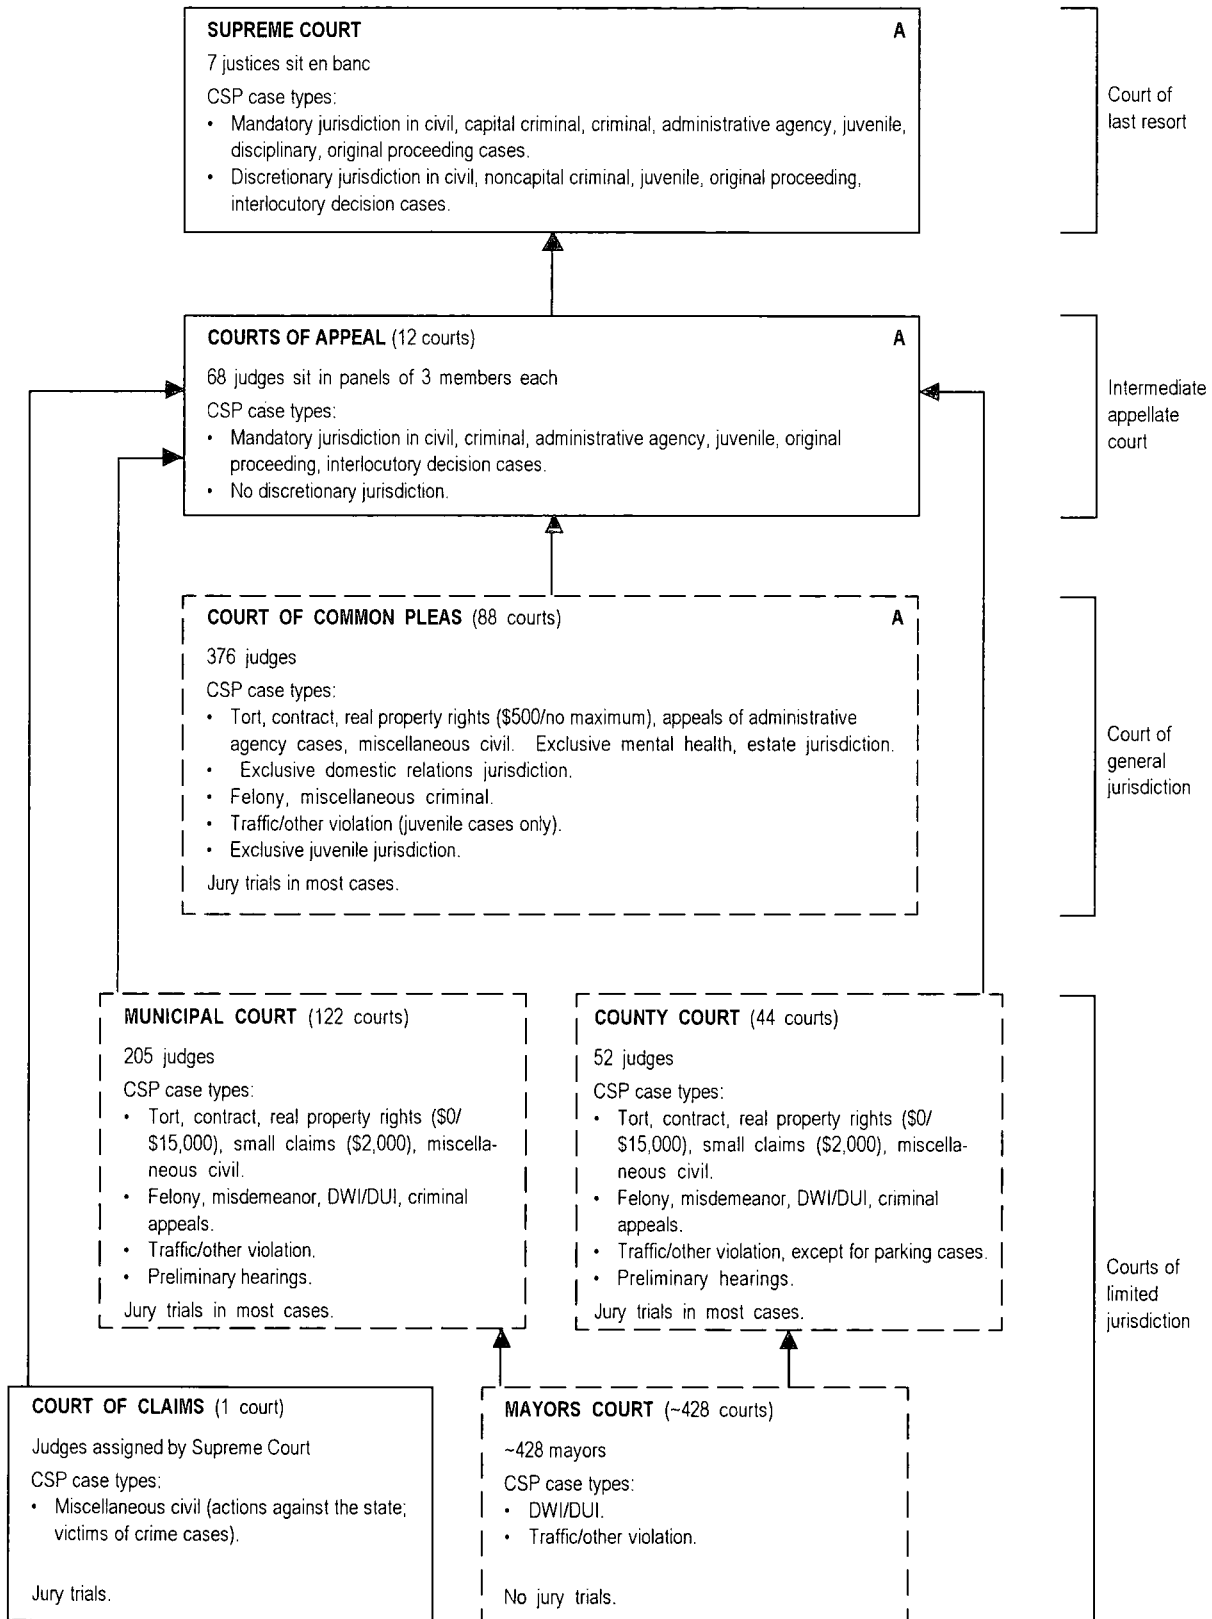 SUPREME COURT A
7 justices sit en banc
CSP case types:
• Mandatory jurisdiction in civil, capital criminal, criminal, administrative agency, juvenile,
disciplinary, original proceeding cases.
• Discretionary jurisdiction in civil, noncapital criminal, juvenile, original proceeding,
interlocutory decision cases.
Court of
last resort
COURTS OF APPEAL (12 courts) A
68 judges sit in panels of 3 members each
CSP case types:
• Mandatory jurisdiction in civil, criminal, administrative agency, juvenile, original
proceeding, interlocutory decision cases.
• No discretionary jurisdiction.
Intermediate
appellate
court
COURT OF COMMON PLEAS (88 courts) A
376 judges
CSP case types:
• Tort, contract, real property rights ($500/no maximum), appeals of administrative
agency cases, miscellaneous civil. Exclusive mental health, estate jurisdiction.
• Exclusive domestic relations jurisdiction.
• Felony, miscellaneous criminal.
• Traffic/other violation (juvenile cases only).
• Exclusive juvenile jurisdiction.
Jury trials in most cases.
Court of
general
jurisdiction
MUNICIPAL COURT (122 courts)
205 judges
CSP case types:
• Tort, contract, real property rights ($0/
$15,000), small claims ($2,000), miscella-
neous civil.
• Felony, misdemeanor, DWI/DUI, criminal
appeals.
• Traffic/other violation.
• Preliminary hearings.
Jury trials in most cases.
COUNTY COURT (44 courts)
52 judges
CSP case types:
• Tort, contract, real property rights ($0/
$15,000), small claims ($2,000), miscella-
neous civil.
• Felony, misdemeanor, DWI/DUI, criminal
appeals.
• Traffic/other violation, except for parking cases.
• Preliminary hearings.
Jury trials in most cases.
Courts of
limited
jurisdiction
COURT OF CLAIMS (1 court)
Judges assigned by Supreme Court
CSP case types:
• Miscellaneous civil (actions against the state;
victims of crime cases).
Jury trials.
MAYORS COURT (~428 courts)
~428 mayors
CSP case types:
• DWI/DUI.
• Traffic/other violation.
No jury trials.